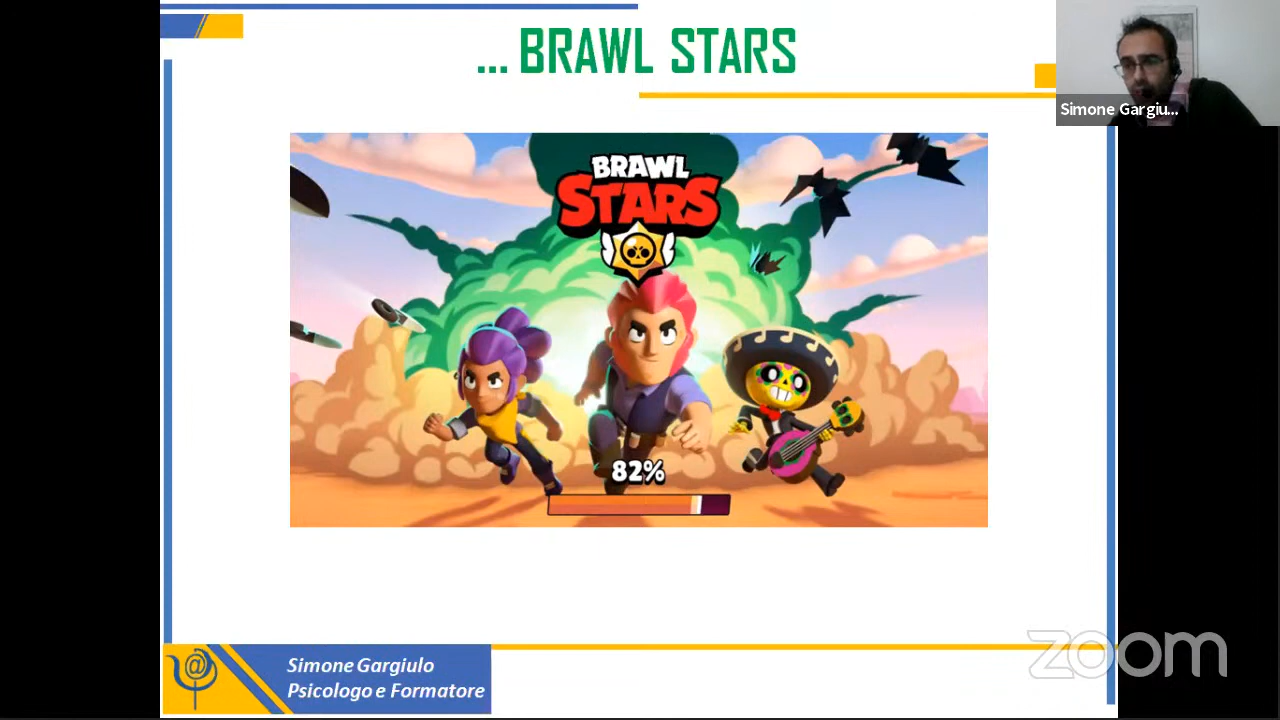 ... BRAWL STARS
Simone Gargiu...
BRAWL
STARS
82%
@
Simone Gargiulo
Psicologo e Formatore
zoom